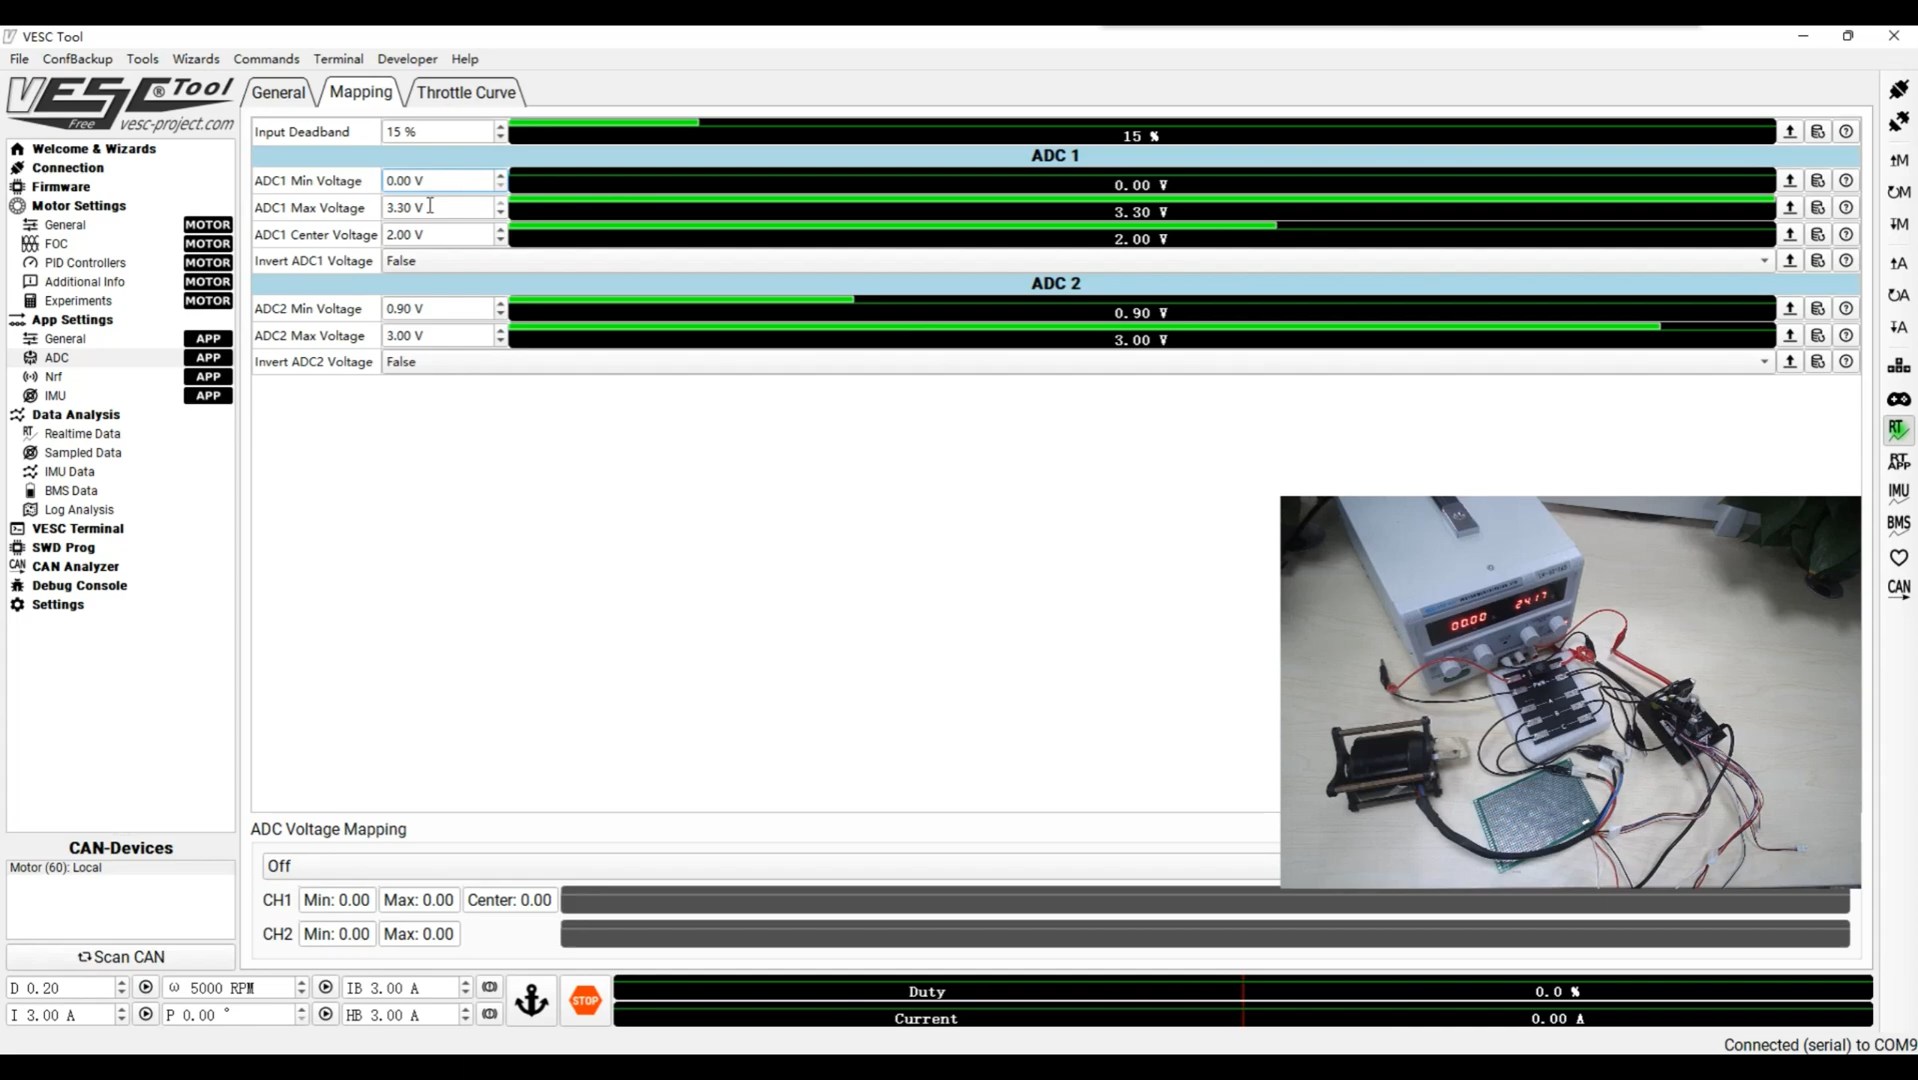 VESC Tool
File ConfBackup Tools Wizards Commands Terminal Developer Help
VESC® Tool
Free vesc-project.com
General Mapping Throttle Curve
Input Deadband 15 % 15 %
ADC 1
ADC1 Min Voltage 0.00 V 0.00 V
ADC1 Max Voltage 3.30 V 3.30 V
ADC1 Center Voltage 2.00 V 2.00 V
Invert ADC1 Voltage False
ADC 2
ADC2 Min Voltage 0.90 V 0.90 V
ADC2 Max Voltage 3.00 V 3.00 V
Invert ADC2 Voltage False
Welcome & Wizards
Connection
Firmware
Motor Settings
General MOTOR
FOC MOTOR
PID Controllers MOTOR
Additional Info MOTOR
Experiments MOTOR
App Settings
General APP
ADC APP
Nrf APP
IMU APP
Data Analysis
RT Realtime Data
Sampled Data
IMU Data
BMS Data
Log Analysis
VESC Terminal
SWD Prog
CAN CAN Analyzer
Debug Console
Settings
CAN-Devices
Motor (60): Local
Scan CAN
ADC Voltage Mapping
Off
CH1 Min: 0.00 Max: 0.00 Center: 0.00
CH2 Min: 0.00 Max: 0.00
00.00 24.17
M
M
M
A
A
A
RT
RT APP
IMU
BMS
CAN
D 0.20 ω 5000 RPM IB 3.00 A
I 3.00 A P 0.00 ° HB 3.00 A
STOP
Duty 0.0 %
Current 0.00 A
Connected (serial) to COM9